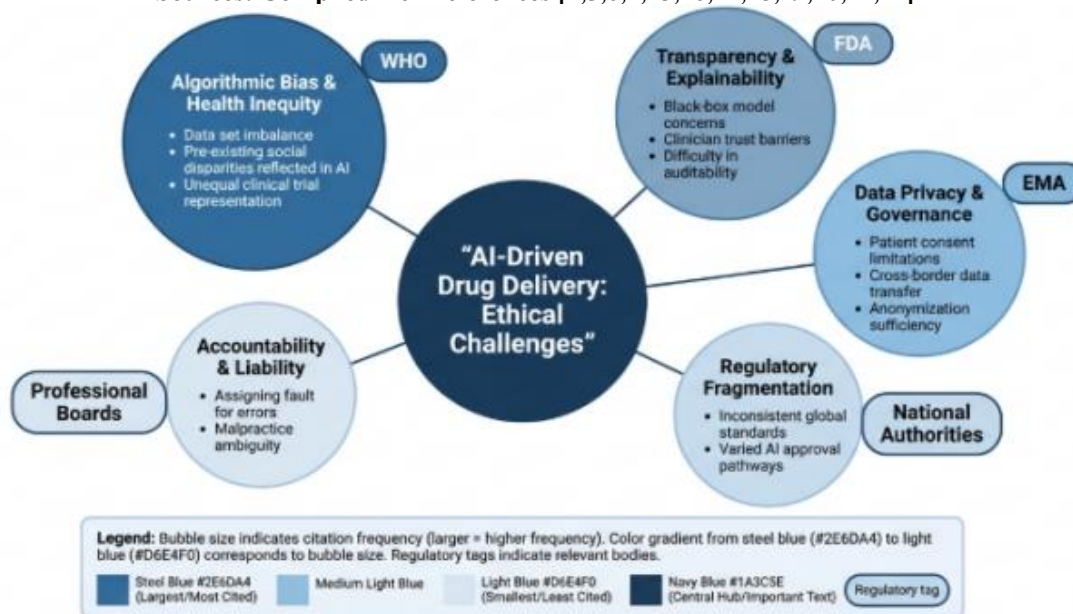 Algorithmic Bias &
Health Inequity
• Data set imbalance
• Pre-existing social
disparities reflected in AI
• Unequal clinical trial
representation
WHO
Transparency &
Explainability
• Black-box model
concerns
• Clinician trust barriers
• Difficulty in
auditability
FDA
Data Privacy &
Governance
• Patient consent
limitations
• Cross-border data
transfer
• Anonymization
sufficiency
EMA
"AI-Driven
Drug Delivery:
Ethical
Challenges"
Accountability
& Liability
• Assigning fault
for errors
• Malpractice
ambiguity
Professional
Boards
Regulatory
Fragmentation
• Inconsistent global
standards
• Varied AI approval
pathways
National
Authorities
Legend: Bubble size indicates citation frequency (larger = higher frequency). Color gradient from steel blue (#2E6DA4) to light
blue (#D6E4F0) corresponds to bubble size. Regulatory tags indicate relevant bodies.
Steel Blue #2E6DA4
(Largest/Most Cited)
Medium Light Blue
Light Blue #D6E4F0
(Smallest/Least Cited)
Navy Blue #1A3C5E
(Central Hub/Important Text)
Regulatory tag